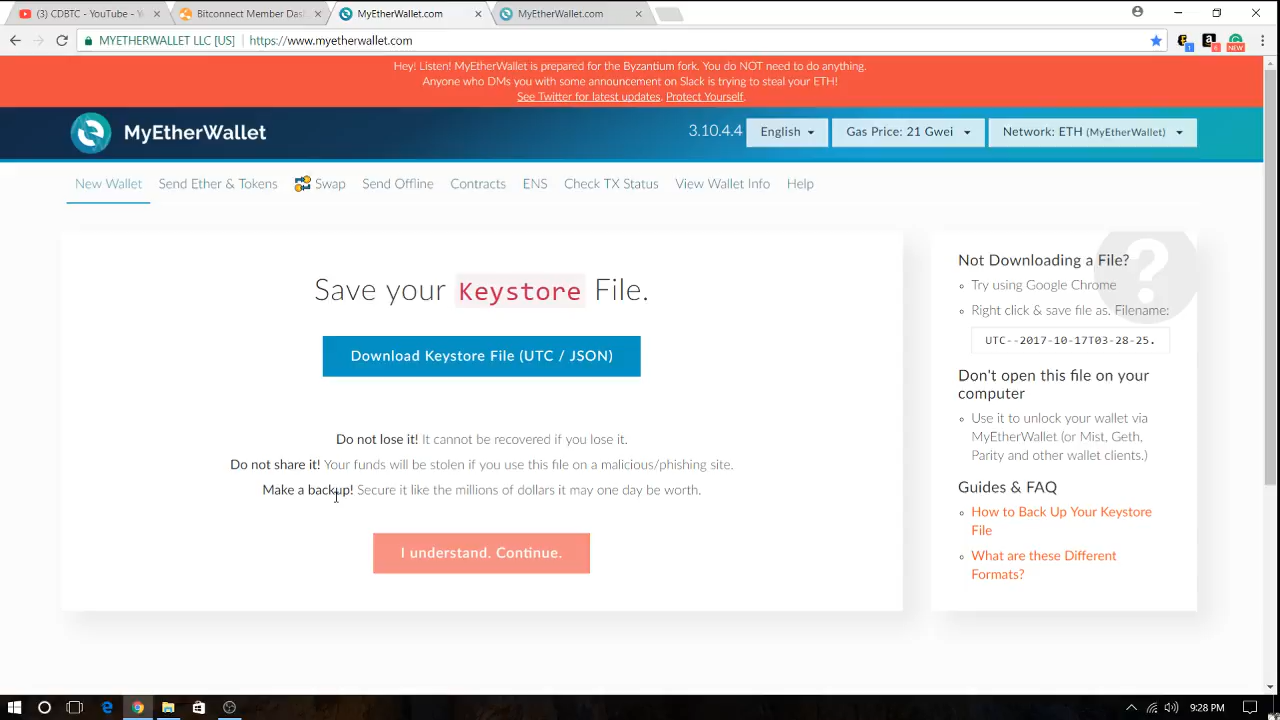 (3) CDBTC - YouTube - Y
Bitconnect Member Das
MyEtherWallet.com
MyEtherWallet.com
MYETHERWALLET LLC [US]
https://www.myetherwallet.com
1
6
NEW
Hey! Listen! MyEtherWallet is prepared for the Byzantium fork. You do NOT need to do anything.
Anyone who DMs you with some announcement on Slack is trying to steal your ETH!
See Twitter for latest updates. Protect Yourself.
MyEtherWallet
3.10.4.4
English
Gas Price: 21 Gwei
Network: ETH (MyEtherWallet)
New Wallet
Send Ether & Tokens
Swap
Send Offline
Contracts
ENS
Check TX Status
View Wallet Info
Help
Save your Keystore File.
Download Keystore File (UTC / JSON)
Do not lose it! It cannot be recovered if you lose it.
Do not share it! Your funds will be stolen if you use this file on a malicious/phishing site.
Make a backup! Secure it like the millions of dollars it may one day be worth.
I understand. Continue.
?
Not Downloading a File?
Try using Google Chrome
Right click & save file as. Filename:
UTC--2017-10-17T03-28-25.
Don't open this file on your
computer
Use it to unlock your wallet via
MyEtherWallet (or Mist, Geth,
Parity and other wallet clients.)
Guides & FAQ
How to Back Up Your Keystore
File
What are these Different
Formats?
9:28 PM